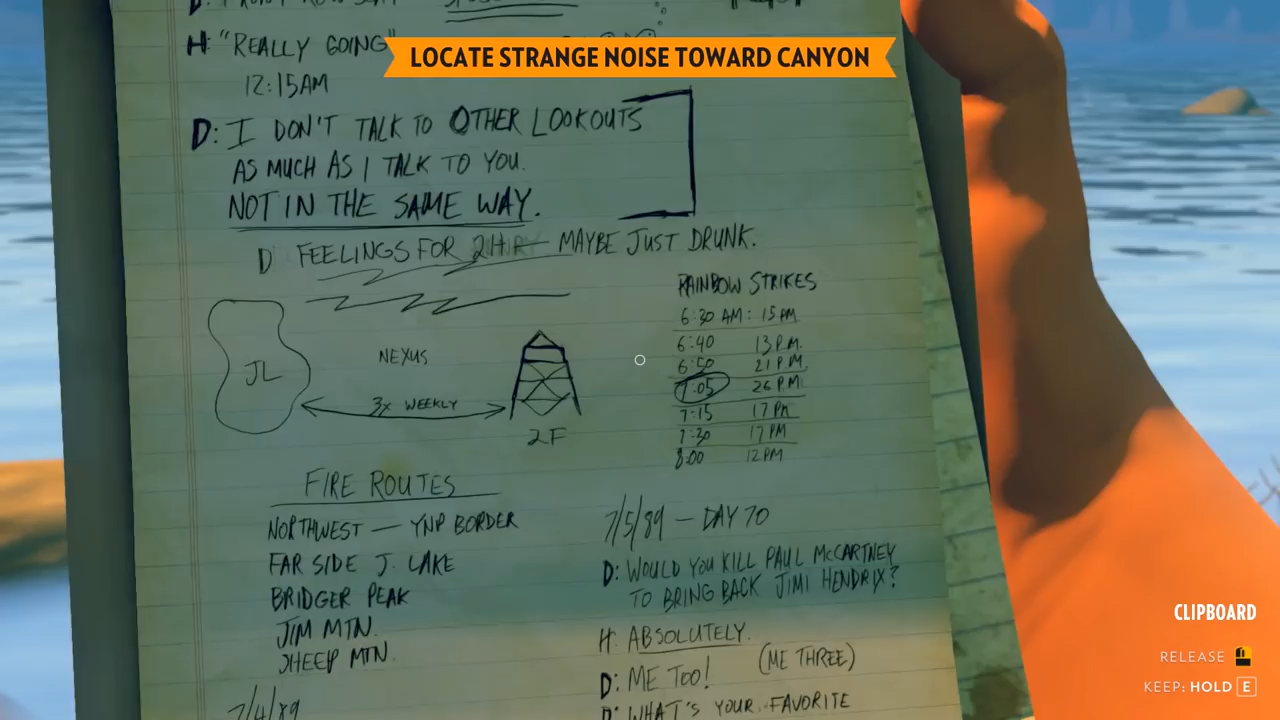 H: "REALLY GOING"
LOCATE STRANGE NOISE TOWARD CANYON
12:15AM
D: I DON'T TALK TO OTHER LOOKOUTS
AS MUCH AS I TALK TO YOU.
NOT IN THE SAME WAY.
D FEELINGS FOR MAYBE JUST DRUNK.
JL
NEXUS
3X WEEKLY
2F
RAINBOW STRIKES
6:30 AM: 15 PM
6:40 13 P.M.
6:50 21 P.M.
7:05 26 P.M.
7:15 17 PM
7:30 17 PM
8:00 12 PM
FIRE ROUTES
NORTHWEST — YNP BORDER
FAR SIDE J. LAKE
BRIDGER PEAK
JIM MTN.
SHEEP MTN.
7/4/89
7/5/89 — DAY 70
D: WOULD YOU KILL PAUL McCARTNEY
TO BRING BACK JIMI HENDRIX?
H: ABSOLUTELY.
D: ME TOO! (ME THREE)
D: WHAT'S YOUR FAVORITE
CLIPBOARD
RELEASE
KEEP: HOLD E